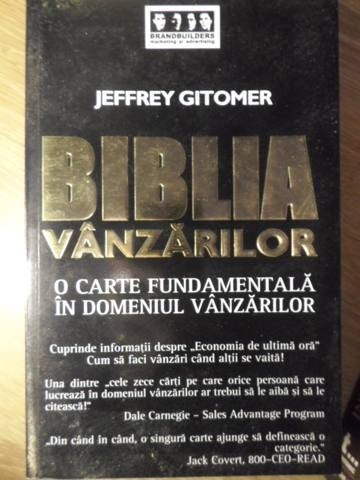 BRANDBUILDERS
marketing și advertising
JEFFREY GITOMER
BIBLIA
VÂNZĂRILOR
O CARTE FUNDAMENTALĂ
ÎN DOMENIUL VÂNZĂRILOR
Cuprinde informații despre „Economia de ultimă oră“
Cum să faci vânzări când alții se vaită!
Una dintre „cele zece cărți pe care orice persoană care
lucrează în domeniul vânzărilor ar trebui să le aibă și să le
citească!”
Dale Carnegie – Sales Advantage Program
„Din când în când, o singură carte ajunge să definească o
categorie.”
Jack Covert, 800-CEO-READ